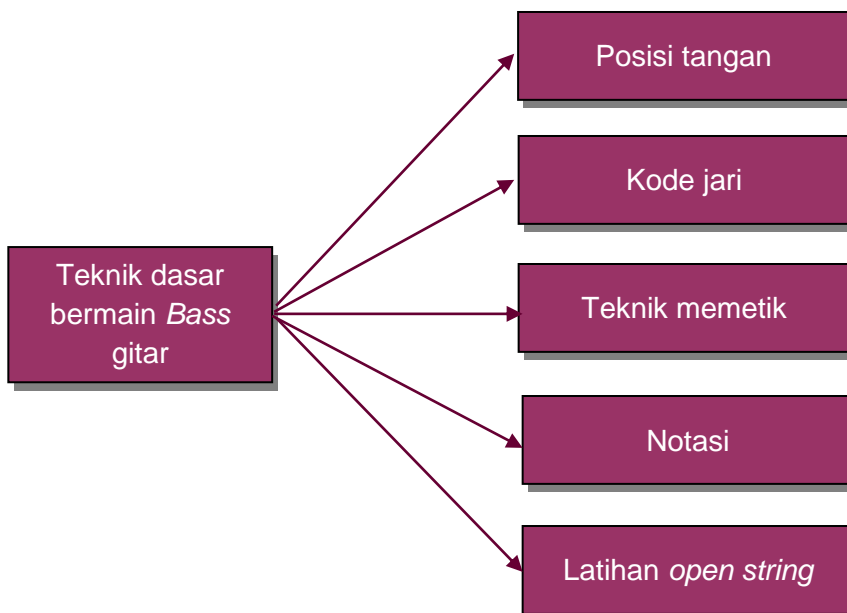 Posisi tangan
Kode jari
Teknik dasar
bermain Bass
gitar
Teknik memetik
Notasi
Latihan open string